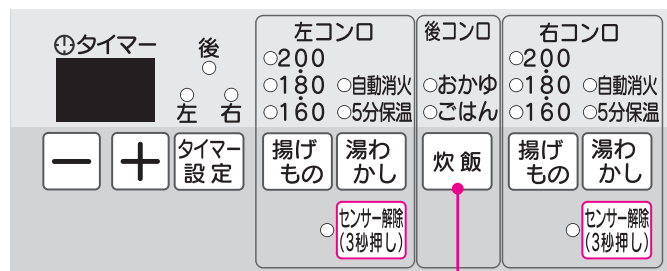 タイマー
後
左 右
− +
タイマー
設定
左コンロ
200
180 自動消火
160 5分保温
揚げ
もの
湯わ
かし
センサー解除
(3秒押し)
後コンロ
おかゆ
ごはん
炊飯
右コンロ
200
180 自動消火
160 5分保温
揚げ
もの
湯わ
かし
センサー解除
(3秒押し)